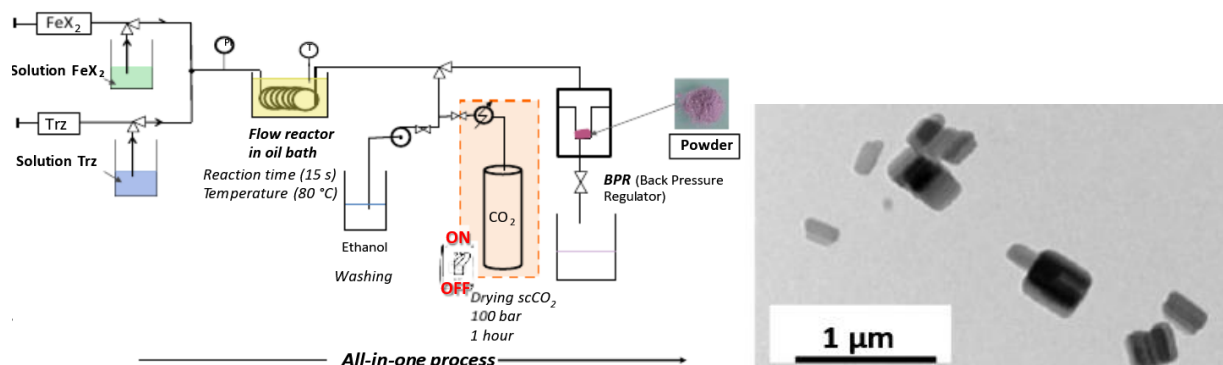 FeX2
Solution FeX2
Trz
Solution Trz
T
Flow reactor
in oil bath
Reaction time (15 s)
Temperature (80 °C)
CO2
Ethanol
Washing
ON
OFF
Drying scCO2
100 bar
1 hour
Powder
BPR (Back Pressure
Regulator)
All-in-one process
1 µm